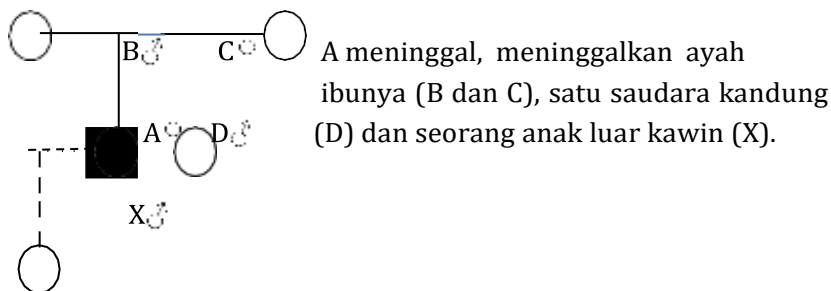 B♂ C♀ A meninggal, meninggalkan ayah
ibunya (B dan C), satu saudara kandung
A♀ D♂ (D) dan seorang anak luar kawin (X).
X♂